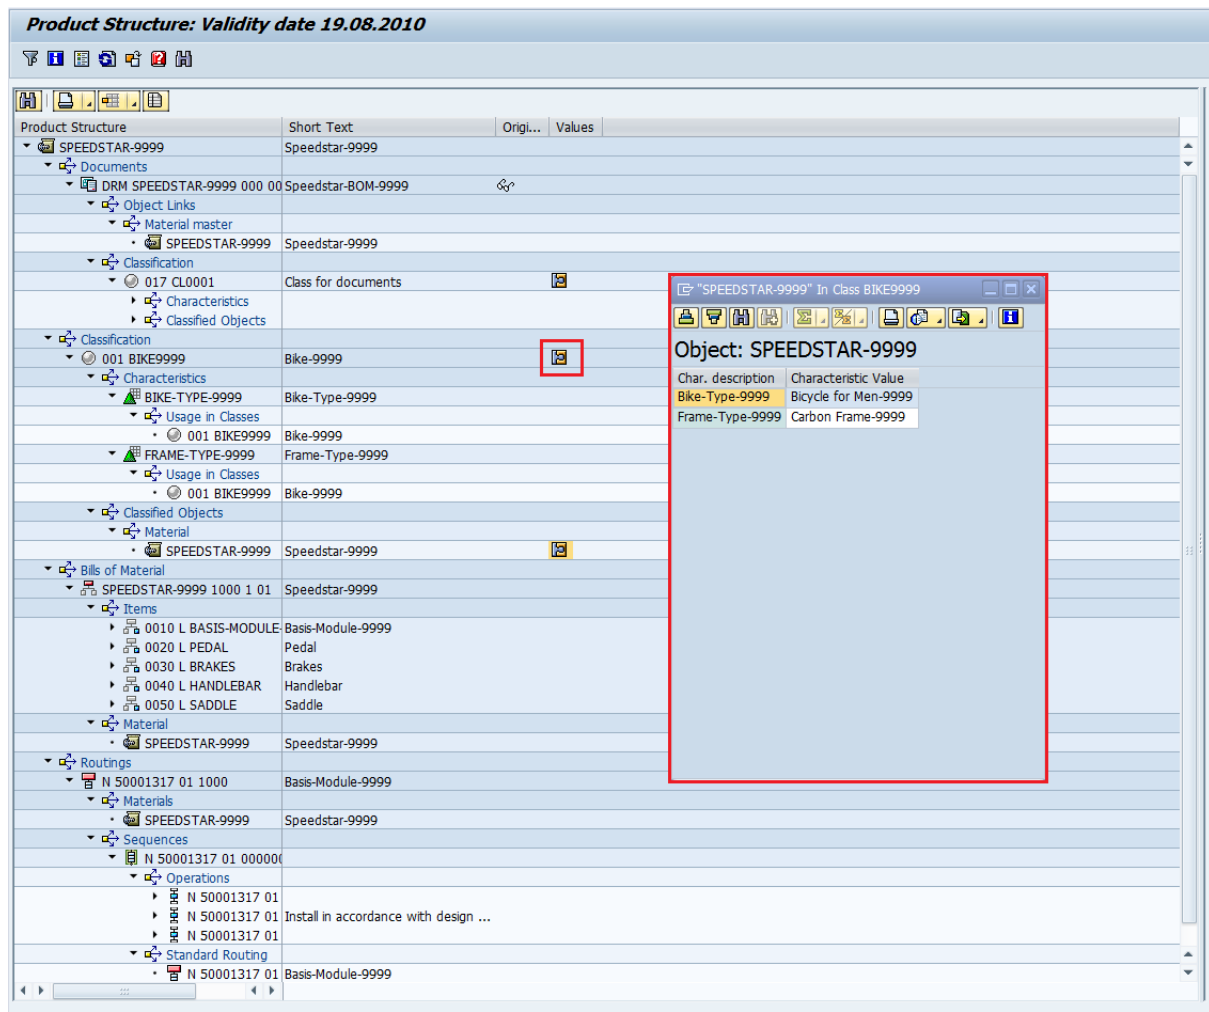 Product Structure: Validity date 19.08.2010
Product Structure Short Text Origi... Values
SPEEDSTAR-9999 Speedstar-9999
Documents
DRM SPEEDSTAR-9999 000 00 Speedstar-BOM-9999
Object Links
Material master
SPEEDSTAR-9999 Speedstar-9999
Classification
017 CL0001 Class for documents
Characteristics
Classified Objects
Classification
001 BIKE9999 Bike-9999
Characteristics
BIKE-TYPE-9999 Bike-Type-9999
Usage in Classes
001 BIKE9999 Bike-9999
FRAME-TYPE-9999 Frame-Type-9999
Usage in Classes
001 BIKE9999 Bike-9999
Classified Objects
Material
SPEEDSTAR-9999 Speedstar-9999
Bills of Material
SPEEDSTAR-9999 1000 1 01 Speedstar-9999
Items
0010 L BASIS-MODULE- Basis-Module-9999
0020 L PEDAL Pedal
0030 L BRAKES Brakes
0040 L HANDLEBAR Handlebar
0050 L SADDLE Saddle
Material
SPEEDSTAR-9999 Speedstar-9999
Routings
N 50001317 01 1000 Basis-Module-9999
Materials
SPEEDSTAR-9999 Speedstar-9999
Sequences
N 50001317 01 000000
Operations
N 50001317 01
N 50001317 01 Install in accordance with design ...
N 50001317 01
Standard Routing
N 50001317 01 Basis-Module-9999
"SPEEDSTAR-9999" In Class BIKE9999
Object: SPEEDSTAR-9999
Char. description Characteristic Value
Bike-Type-9999 Bicycle for Men-9999
Frame-Type-9999 Carbon Frame-9999